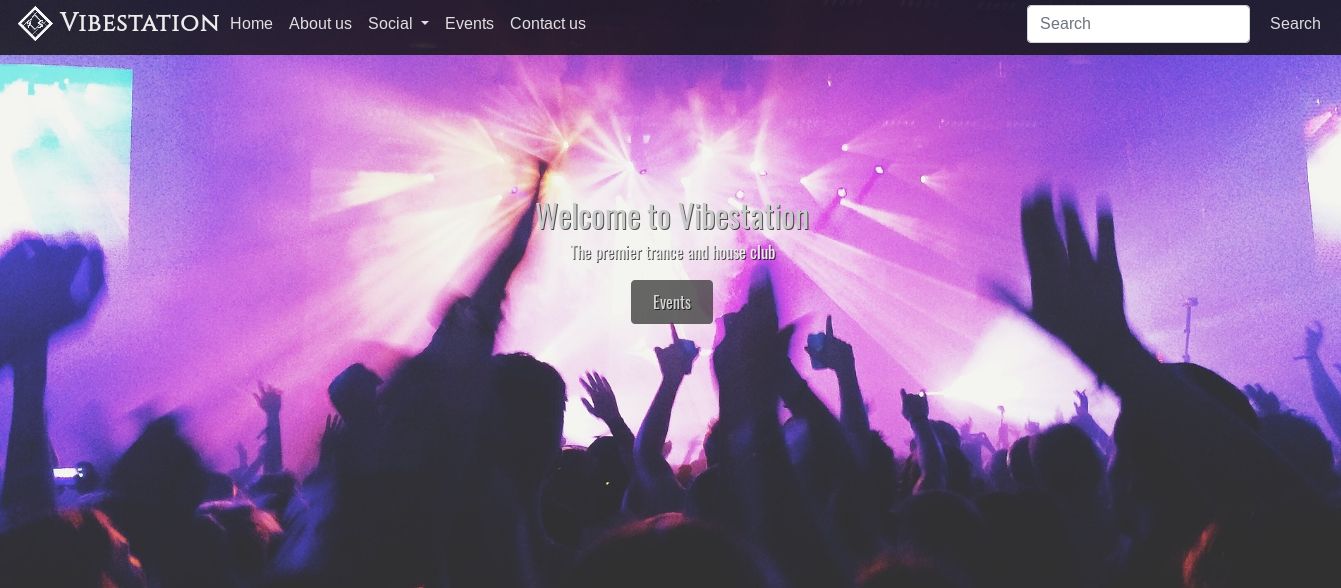 Vibestation Home About us Social Events Contact us Search Search
Welcome to Vibestation
The premier trance and house club
Events